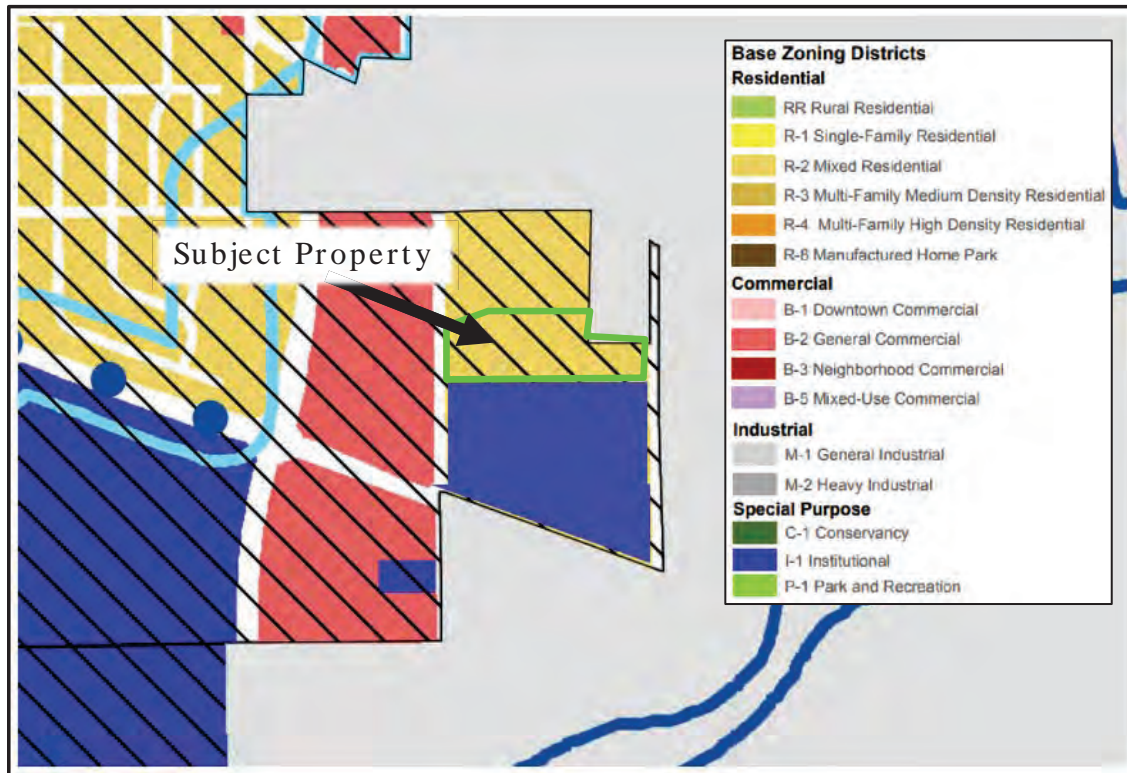 Subject Property
Base Zoning Districts
Residential
RR Rural Residential
R-1 Single-Family Residential
R-2 Mixed Residential
R-3 Multi-Family Medium Density Residential
R-4 Multi-Family High Density Residential
R-8 Manufactured Home Park
Commercial
B-1 Downtown Commercial
B-2 General Commercial
B-3 Neighborhood Commercial
B-5 Mixed-Use Commercial
Industrial
M-1 General Industrial
M-2 Heavy Industrial
Special Purpose
C-1 Conservancy
I-1 Institutional
P-1 Park and Recreation